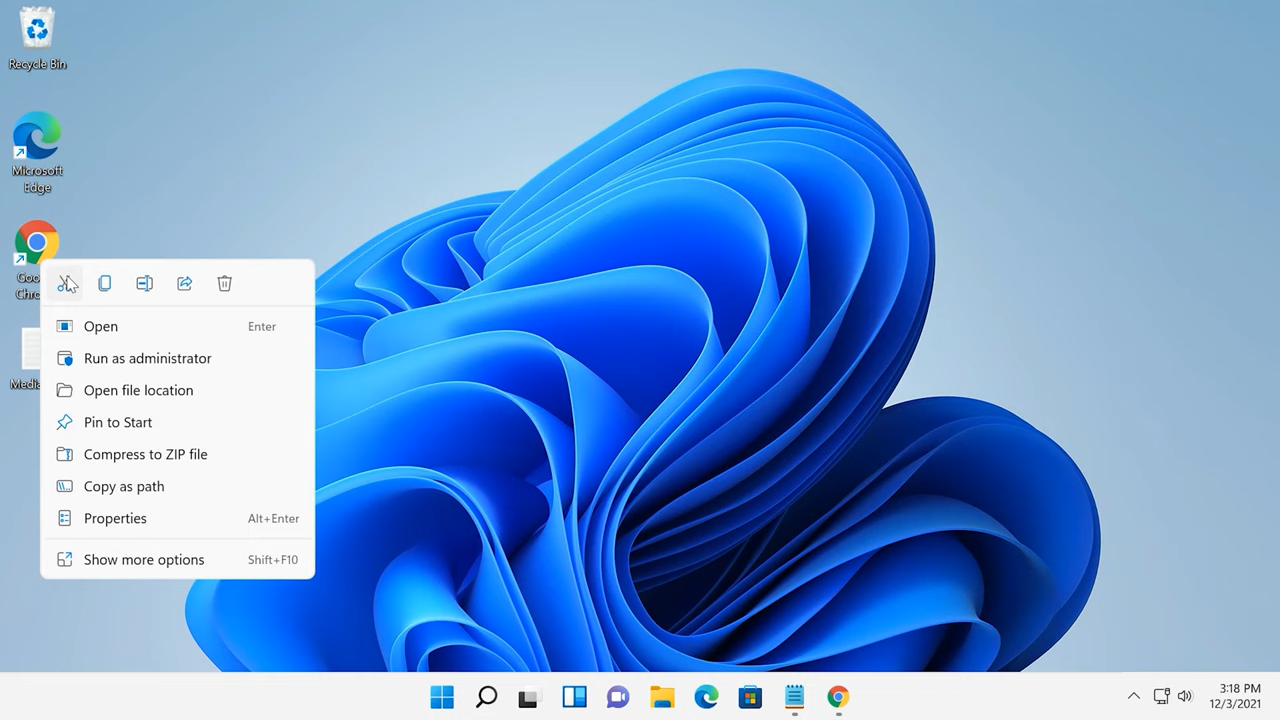 Recycle Bin
Microsoft
Edge
Open Enter
Run as administrator
Open file location
Pin to Start
Compress to ZIP file
Copy as path
Properties Alt+Enter
Show more options Shift+F10
3:18 PM
12/3/2021